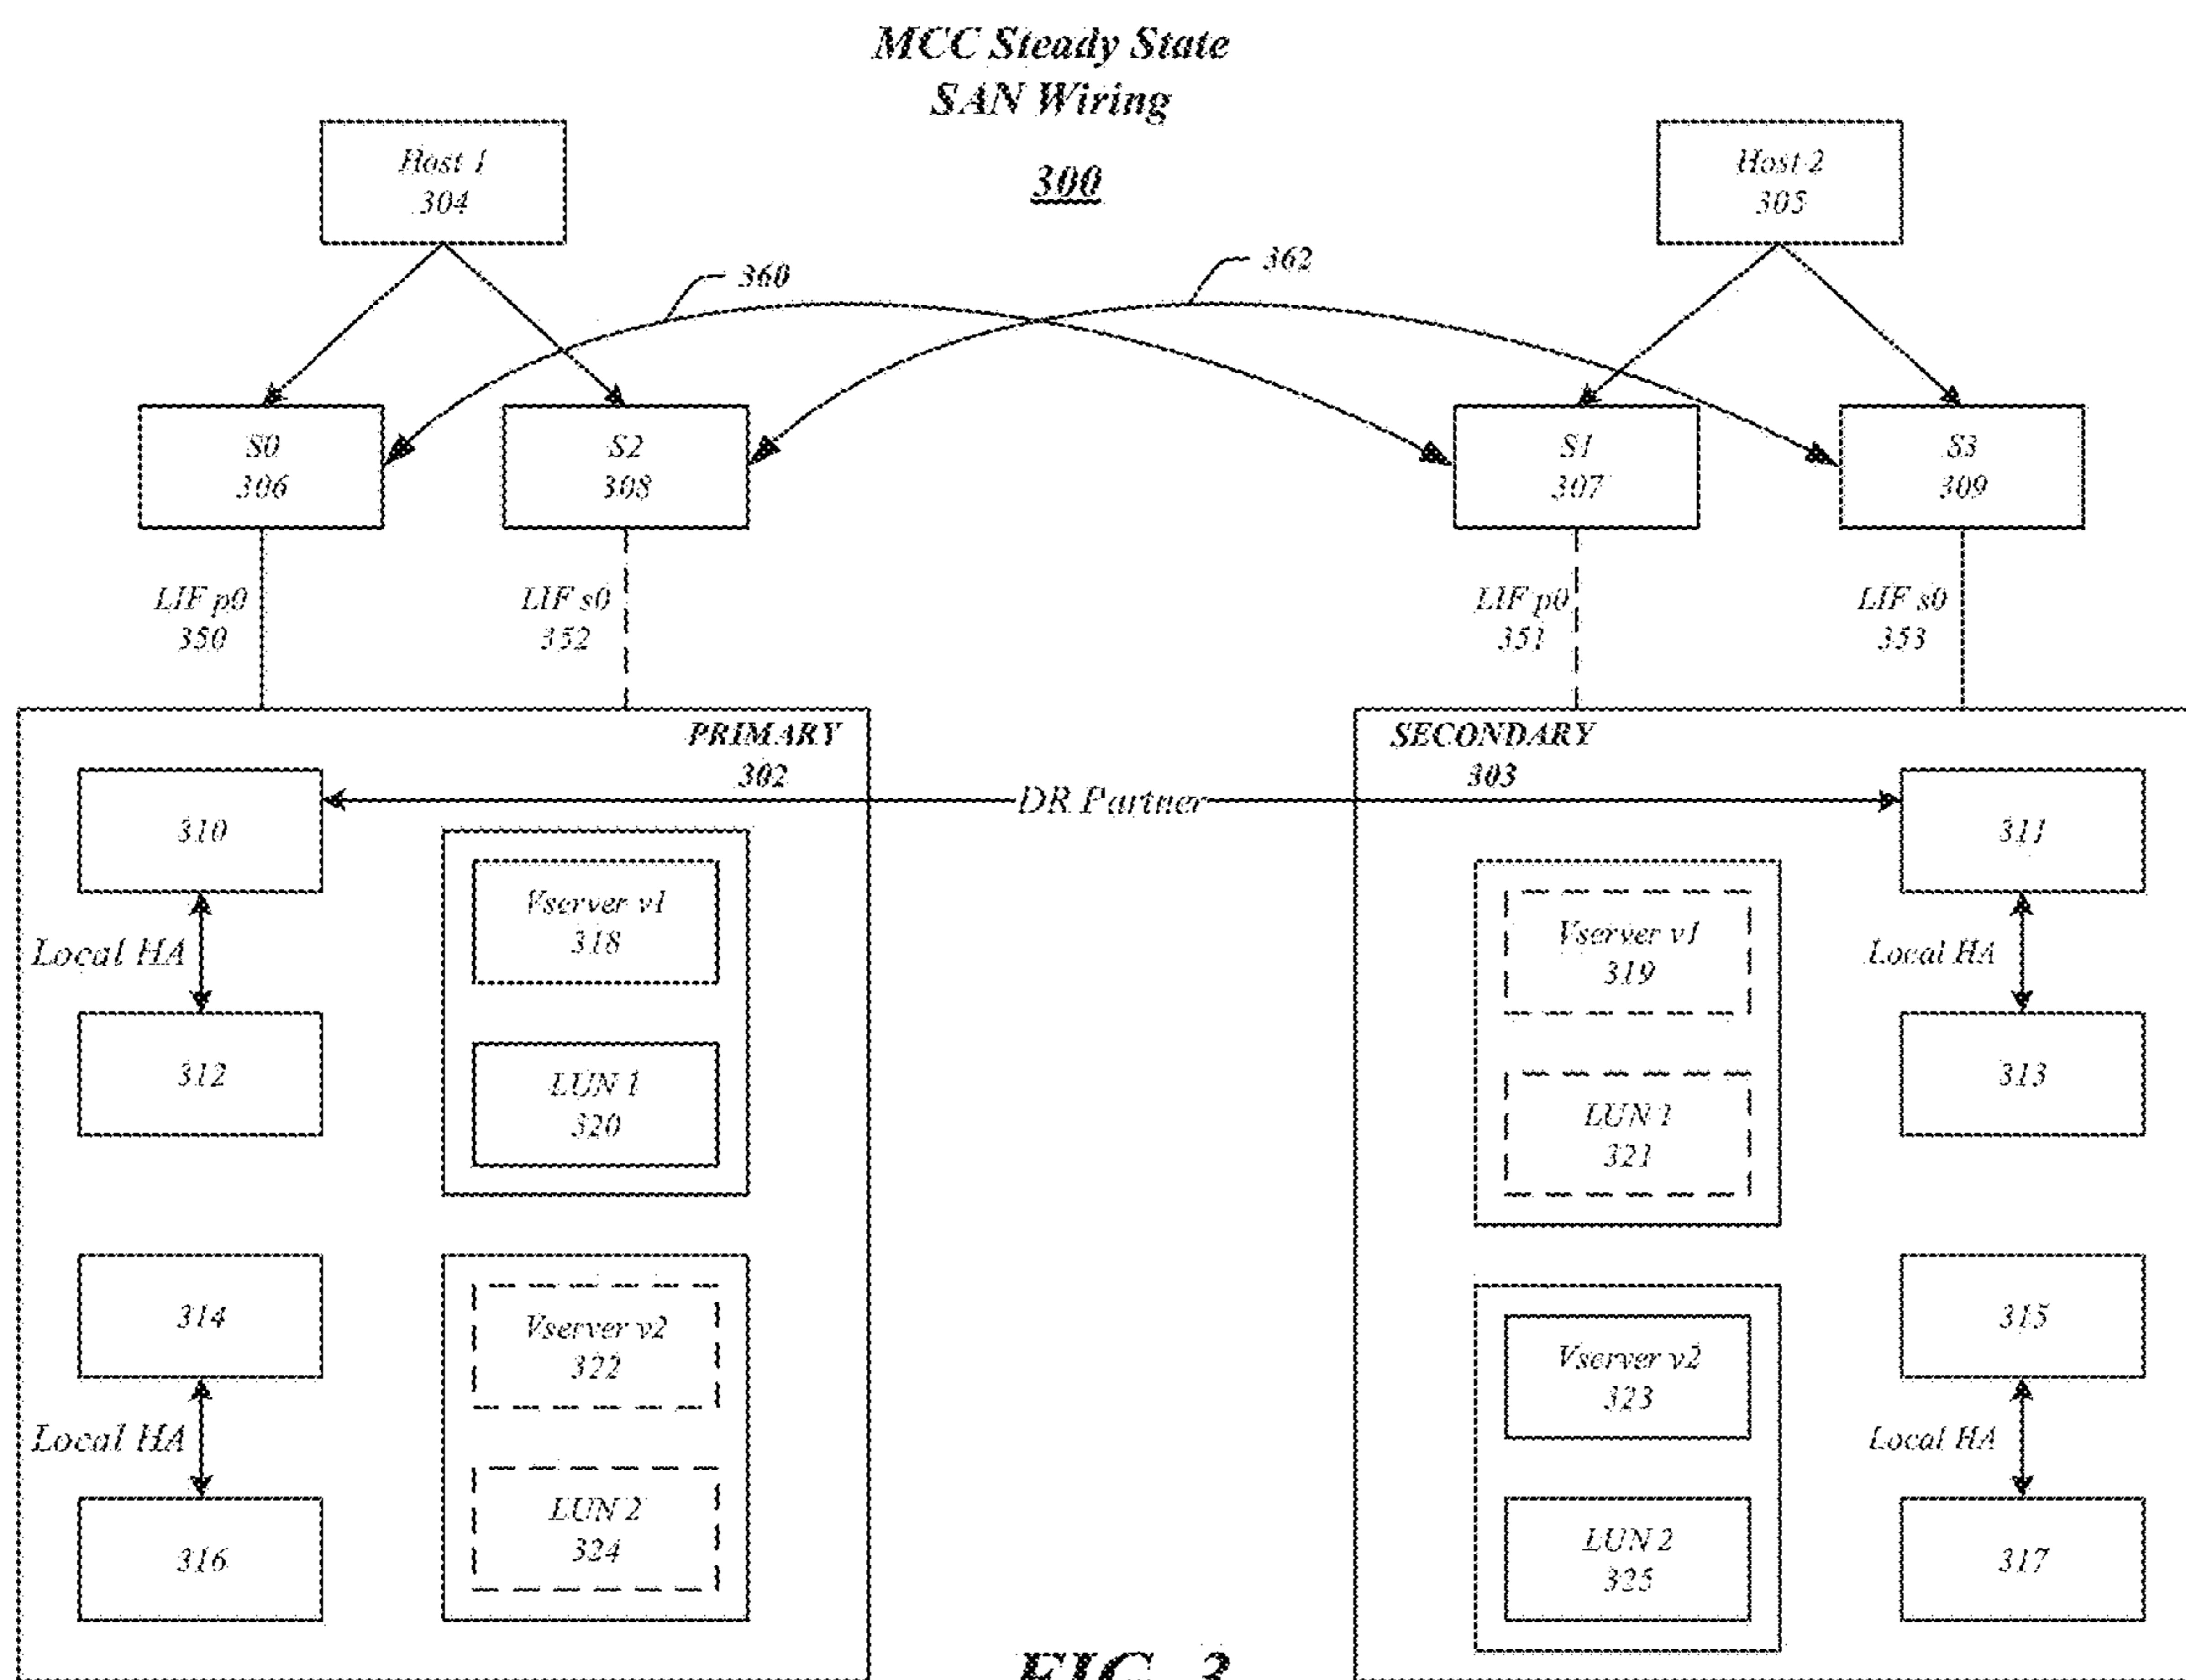 MCC Steady State
SAN Wiring
300
Host 1
304
Host 2
305
360
362
S0
306
S2
308
S1
307
S3
309
LIF p0
350
LIF s0
352
LIF p0
351
LIF s0
353
PRIMARY
302
SECONDARY
303
DR Partner
310
311
Vserver v1
318
Vserver v1
319
Local HA
Local HA
312
313
LUN 1
320
LUN 1
321
314
315
Vserver v2
322
Vserver v2
323
Local HA
Local HA
LUN 2
324
LUN 2
325
316
317
FIG. 3